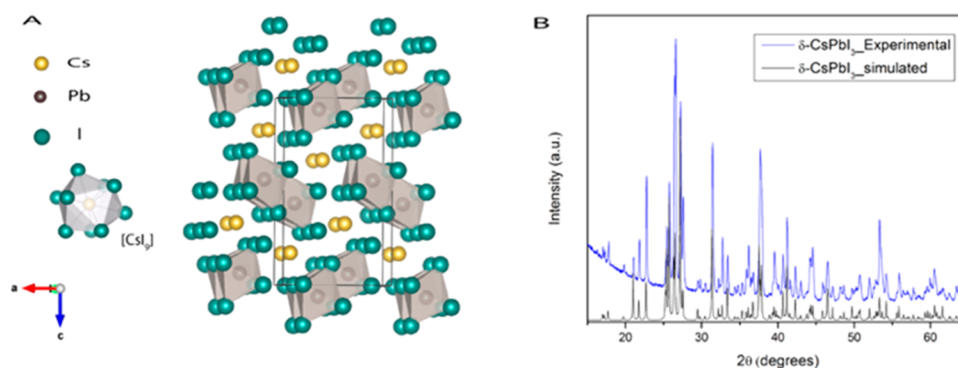 A
Cs
Pb
I
[CsI₉]
a
c
B
δ-CsPbI₃_Experimental
δ-CsPbI₃_simulated
Intensity (a.u.)
20 30 40 50 60
2θ (degrees)